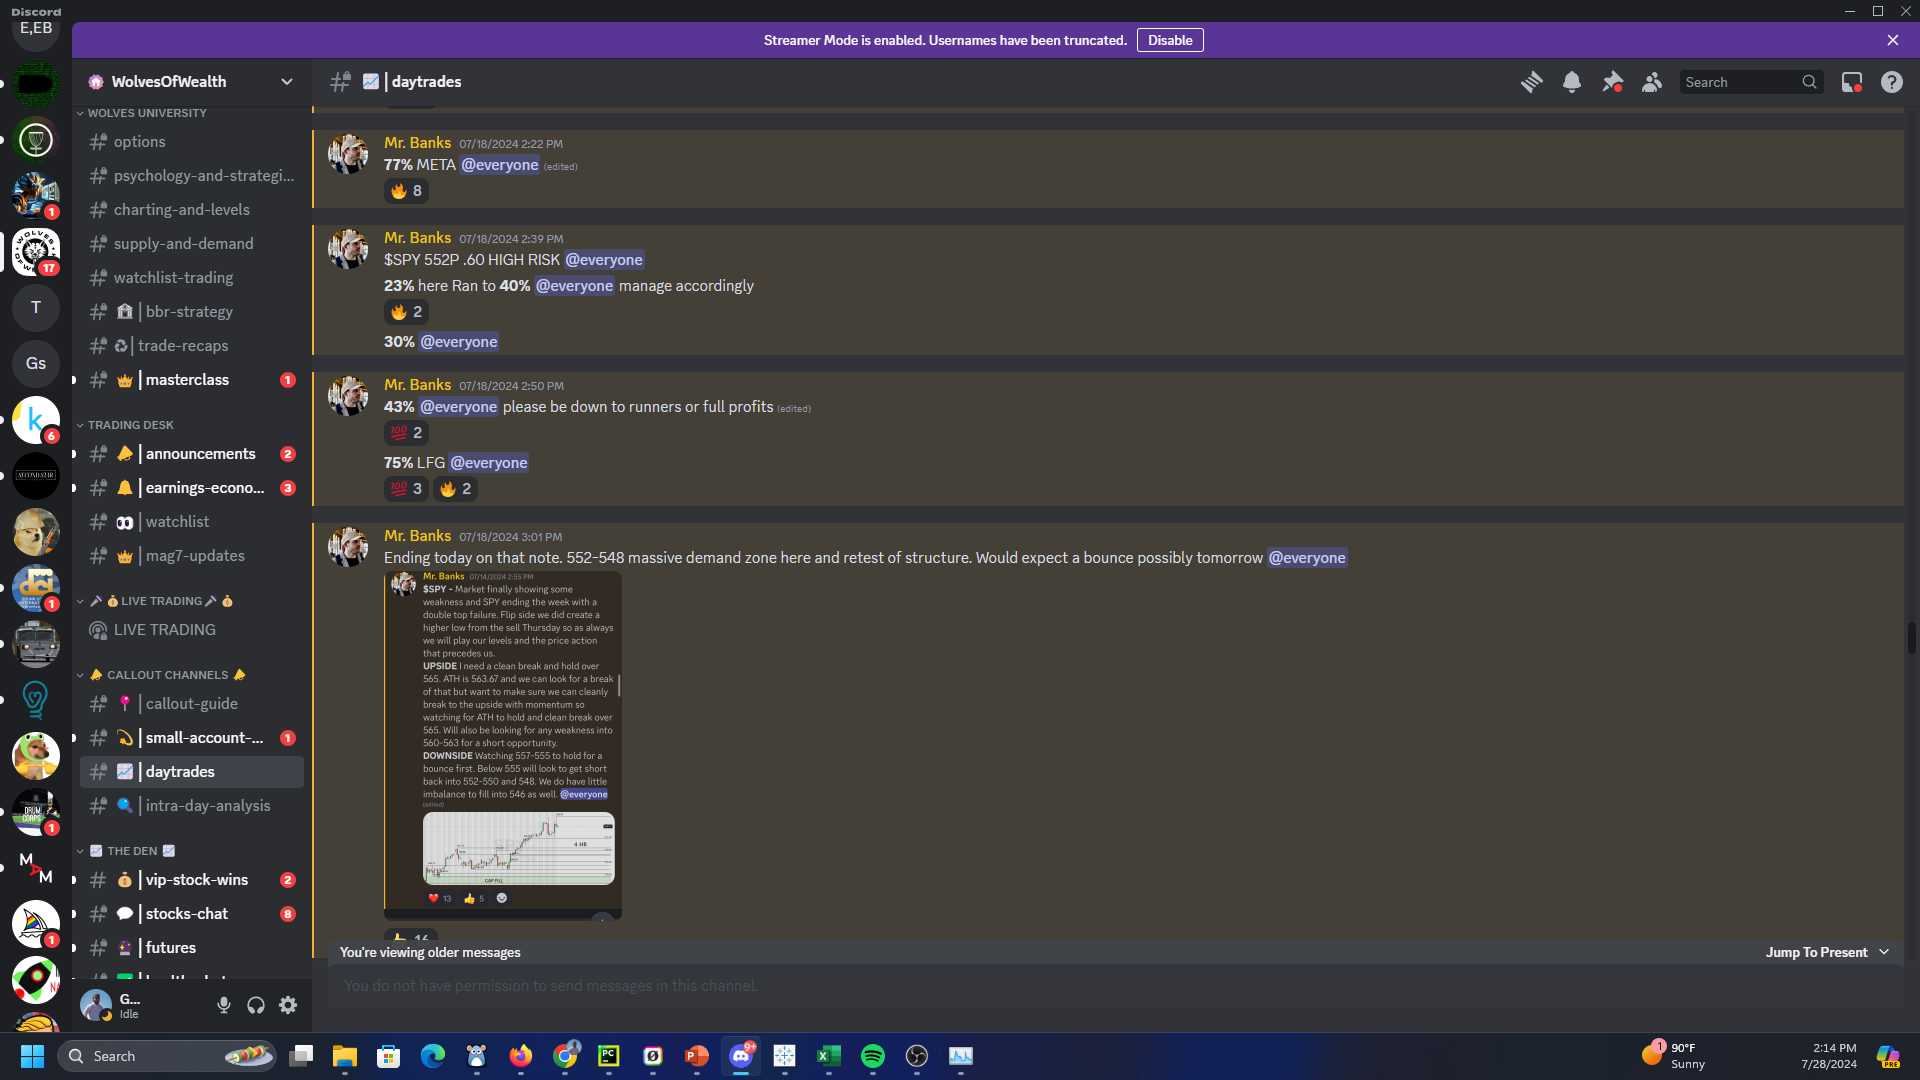 Discord
E,EB
Streamer Mode is enabled. Usernames have been truncated.
Disable
WolvesOfWealth
| daytrades
Search
WOLVES UNIVERSITY
options
psychology-and-strategi...
charting-and-levels
supply-and-demand
watchlist-trading
| bbr-strategy
| trade-recaps
| masterclass
1
TRADING DESK
| announcements
2
| earnings-econo...
3
| watchlist
| mag7-updates
LIVE TRADING
LIVE TRADING
CALLOUT CHANNELS
| callout-guide
| small-account-...
1
| daytrades
| intra-day-analysis
THE DEN
| vip-stock-wins
2
| stocks-chat
8
| futures
1
17
T
Gs
k
6
1
1
M
M
1
G...
Idle
Mr. Banks 07/18/2024 2:22 PM
77% META @everyone (edited)
8
Mr. Banks 07/18/2024 2:39 PM
$SPY 552P .60 HIGH RISK @everyone
23% here Ran to 40% @everyone manage accordingly
2
30% @everyone
Mr. Banks 07/18/2024 2:50 PM
43% @everyone please be down to runners or full profits (edited)
2
75% LFG @everyone
3
2
Mr. Banks 07/18/2024 3:01 PM
Ending today on that note. 552-548 massive demand zone here and retest of structure. Would expect a bounce possibly tomorrow @everyone
Mr. Banks 07/14/2024 2:55 PM
$SPY - Market finally showing some
weakness and SPY ending the week with a
double top failure. Flip side we did create a
higher low from the sell Thursday so as always
we will play our levels and the price action
that precedes us.
UPSIDE I need a clean break and hold over
565. ATH is 563.67 and we can look for a break
of that but want to make sure we can cleanly
break to the upside with momentum so
watching for ATH to hold and clean break over
565. Will also be looking for any weakness into
560-563 for a short opportunity.
DOWNSIDE Watching 557-555 to hold for a
bounce first. Below 555 will look to get short
back into 552-550 and 548. We do have little
imbalance to fill into 546 as well. @everyone
(edited)
4 HR
GAP FILL
13
5
16
You're viewing older messages
Jump To Present
You do not have permission to send messages in this channel.
Search
PC
9+
1
90°F
Sunny
2:14 PM
7/28/2024
PRE